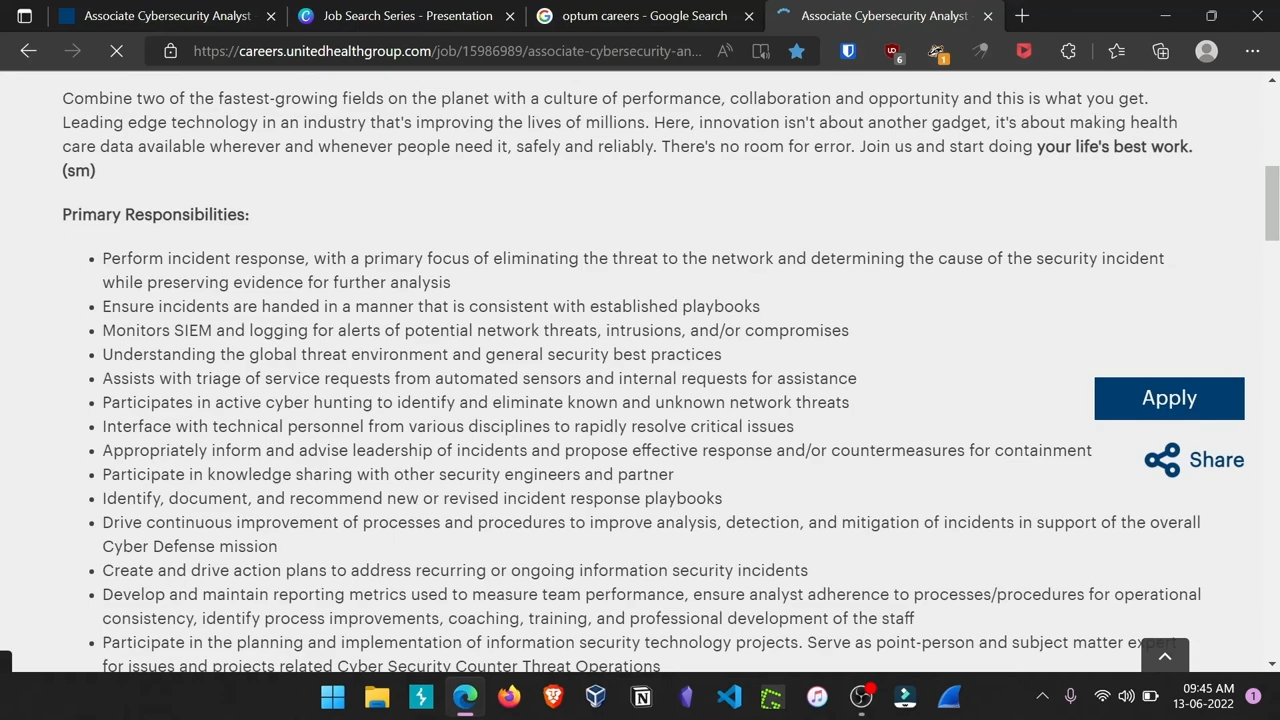 Associate Cybersecurity Analyst
Job Search Series - Presentation
optum careers - Google Search
Associate Cybersecurity Analyst
https://careers.unitedhealthgroup.com/job/15986989/associate-cybersecurity-an...
6
1
Combine two of the fastest-growing fields on the planet with a culture of performance, collaboration and opportunity and this is what you get.
Leading edge technology in an industry that's improving the lives of millions. Here, innovation isn't about another gadget, it's about making health
care data available wherever and whenever people need it, safely and reliably. There's no room for error. Join us and start doing your life's best work.
(sm)
Primary Responsibilities:
• Perform incident response, with a primary focus of eliminating the threat to the network and determining the cause of the security incident
while preserving evidence for further analysis
• Ensure incidents are handed in a manner that is consistent with established playbooks
• Monitors SIEM and logging for alerts of potential network threats, intrusions, and/or compromises
• Understanding the global threat environment and general security best practices
• Assists with triage of service requests from automated sensors and internal requests for assistance
• Participates in active cyber hunting to identify and eliminate known and unknown network threats
• Interface with technical personnel from various disciplines to rapidly resolve critical issues
• Appropriately inform and advise leadership of incidents and propose effective response and/or countermeasures for containment
• Participate in knowledge sharing with other security engineers and partner
• Identify, document, and recommend new or revised incident response playbooks
• Drive continuous improvement of processes and procedures to improve analysis, detection, and mitigation of incidents in support of the overall
Cyber Defense mission
• Create and drive action plans to address recurring or ongoing information security incidents
• Develop and maintain reporting metrics used to measure team performance, ensure analyst adherence to processes/procedures for operational
consistency, identify process improvements, coaching, training, and professional development of the staff
• Participate in the planning and implementation of information security technology projects. Serve as point-person and subject matter expert
for issues and projects related Cyber Security Counter Threat Operations
Apply
Share
09:45 AM
13-06-2022
1